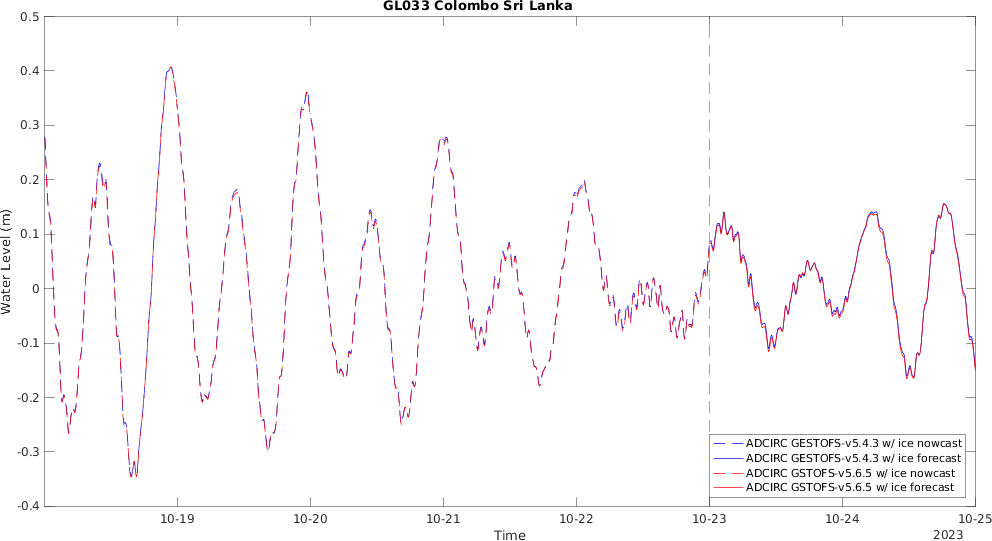 GL033 Colombo Sri Lanka
0.5
0.4
0.3
0.2
0.1
0
-0.1
-0.2
-0.3
-0.4
Water Level (m)
10-19
10-20
10-21
10-22
10-23
10-24
10-25
Time
2023
ADCIRC GESTOFS-v5.4.3 w/ ice nowcast
ADCIRC GESTOFS-v5.4.3 w/ ice forecast
ADCIRC GSTOFS-v5.6.5 w/ ice nowcast
ADCIRC GSTOFS-v5.6.5 w/ ice forecast